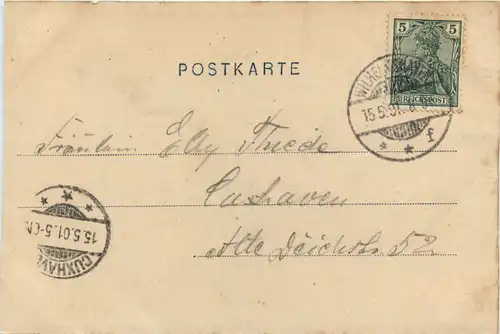 5 5
REICHSPOST
POSTKARTE
WILHELMSHAVEN
15.5.01.
* * f
Fräulein Elly Thiede
Cuxhaven
Alte Deichstr. 52
* * *
15.5.01.5-6N
CUXHAVEN